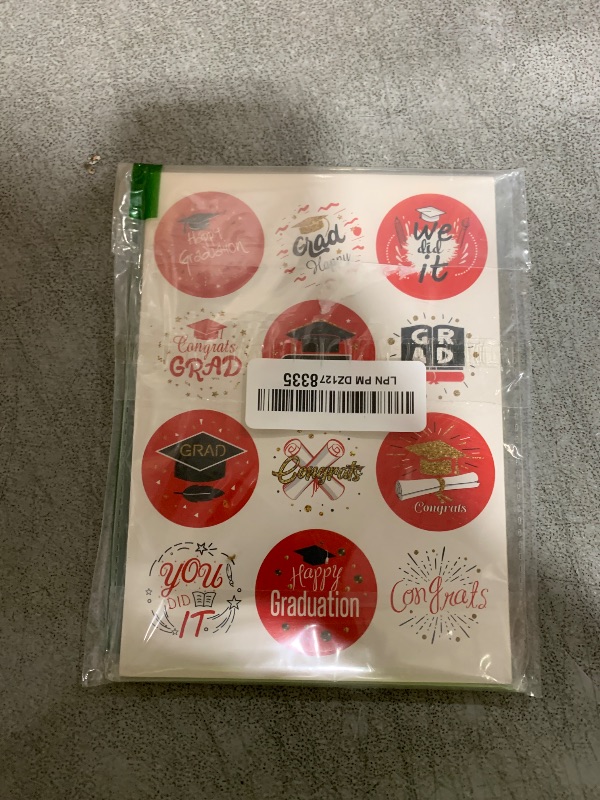 Happy
Graduation
Grad
Happy
we
did
it
Congrats
GRAD
GR
AD
LPN PM DZ1278335
GRAD
Congrats
Congrats
YOU
DID
IT
Happy
Graduation
Congrats